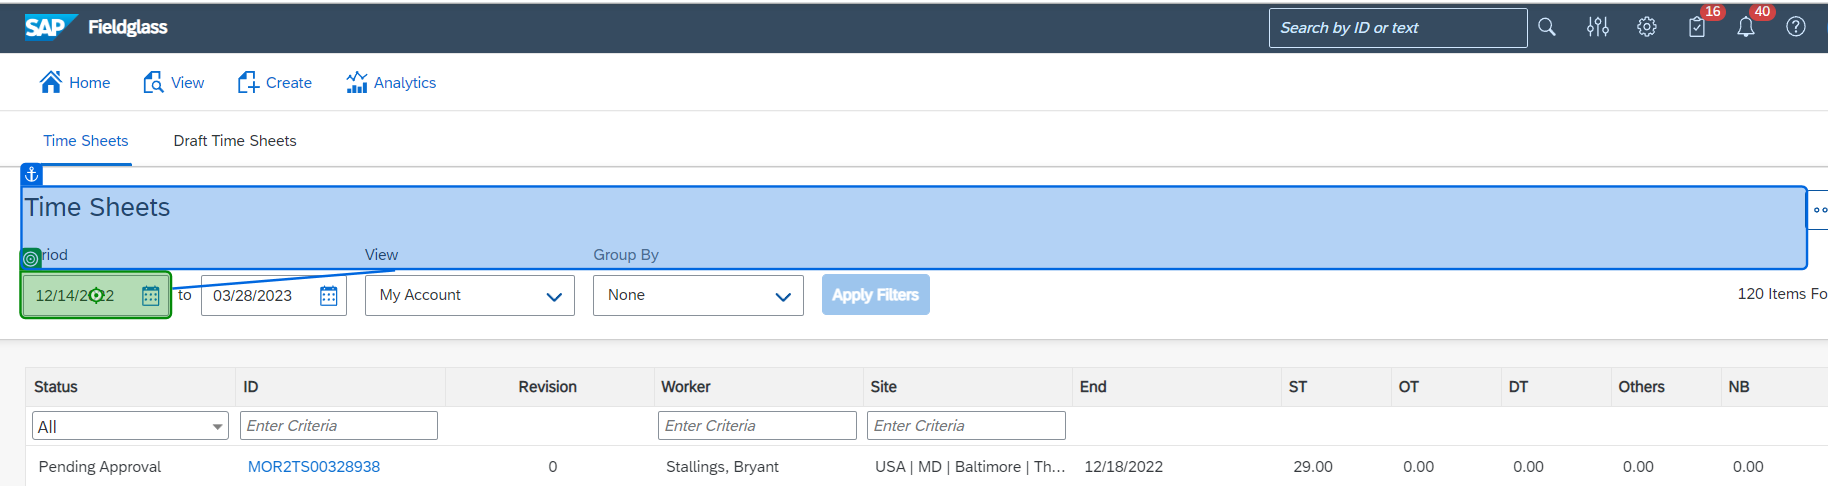 SAP Fieldglass Search by ID or text 16 40
Home View Create Analytics
Time Sheets Draft Time Sheets
Time Sheets
riod View Group By
12/14/2022 to 03/28/2023 My Account None Apply Filters 120 Items Fo
Status ID Revision Worker Site End ST OT DT Others NB
All Enter Criteria Enter Criteria Enter Criteria
Pending Approval MOR2TS00328938 0 Stallings, Bryant USA | MD | Baltimore | Th... 12/18/2022 29.00 0.00 0.00 0.00 0.00